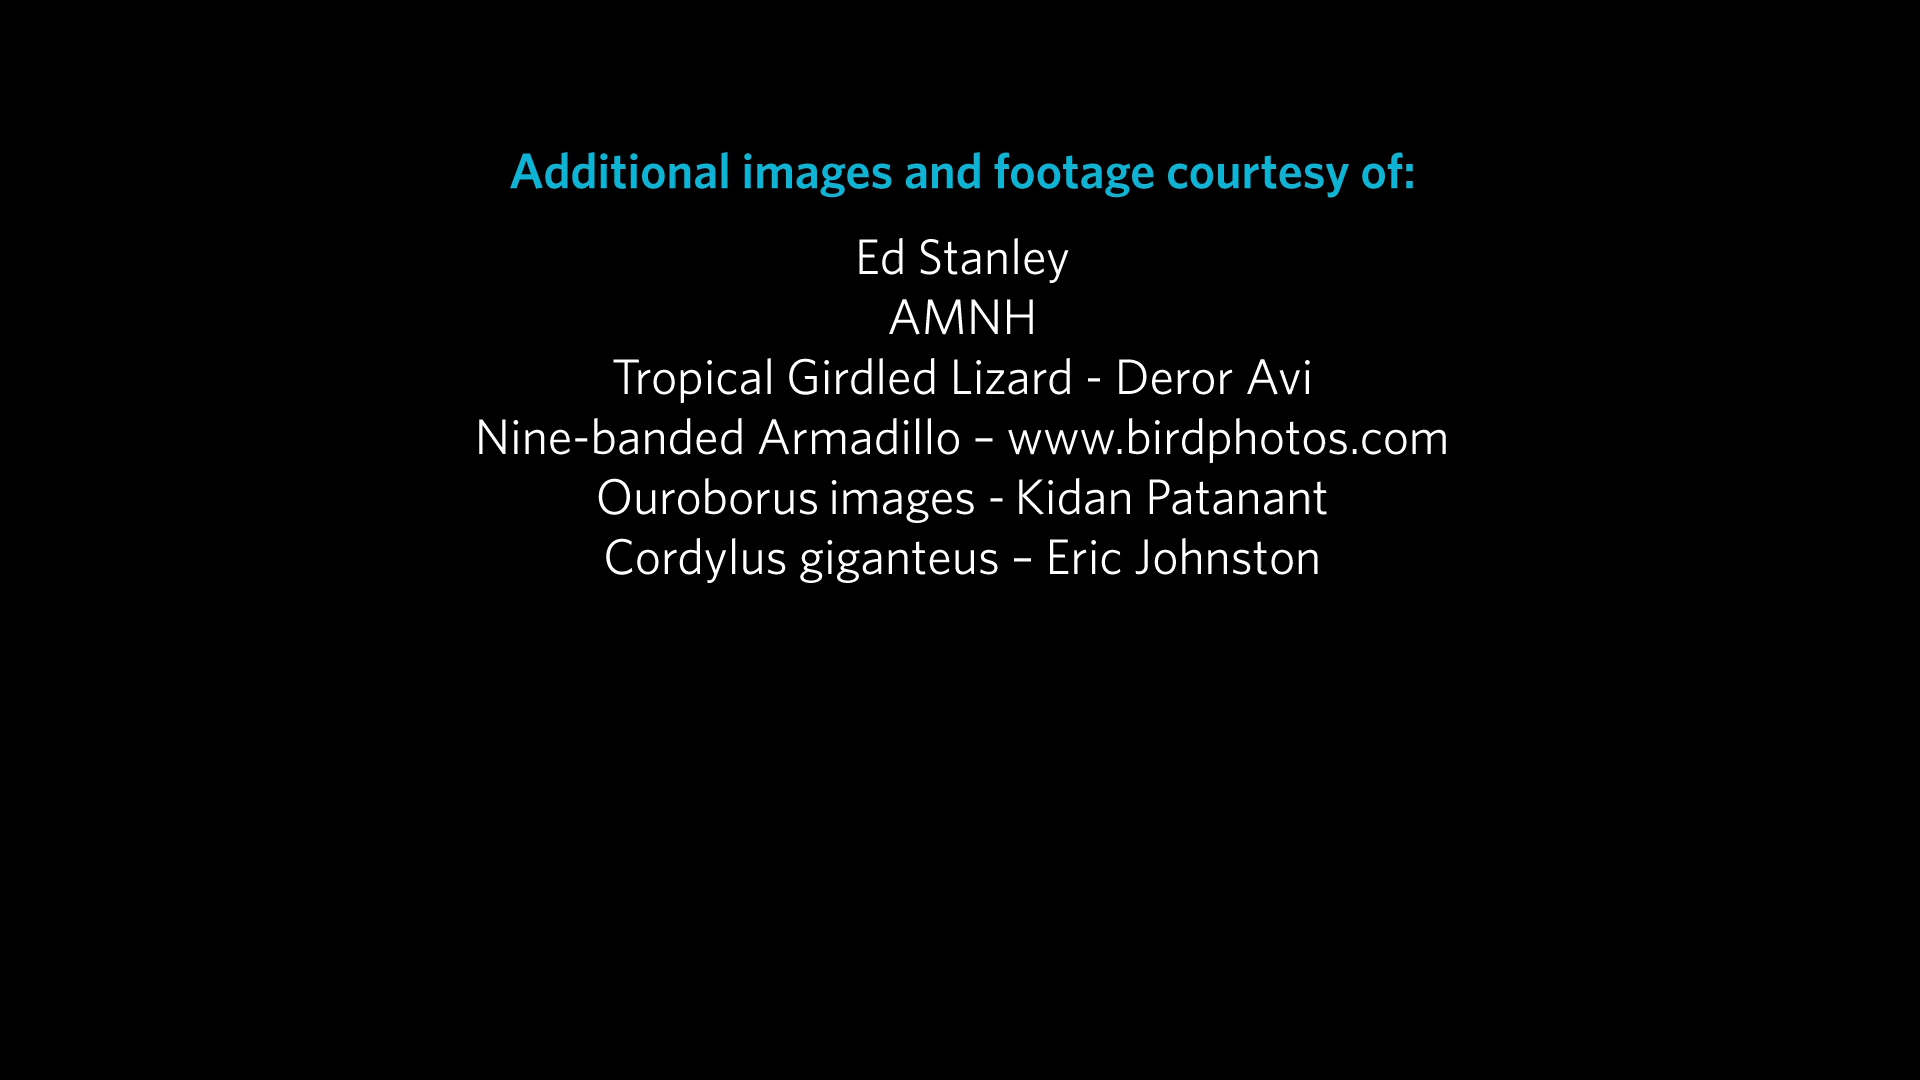 Additional images and footage courtesy of:
Ed Stanley
AMNH
Tropical Girdled Lizard - Deror Avi
Nine-banded Armadillo – www.birdphotos.com
Ouroborus images - Kidan Patanant
Cordylus giganteus – Eric Johnston